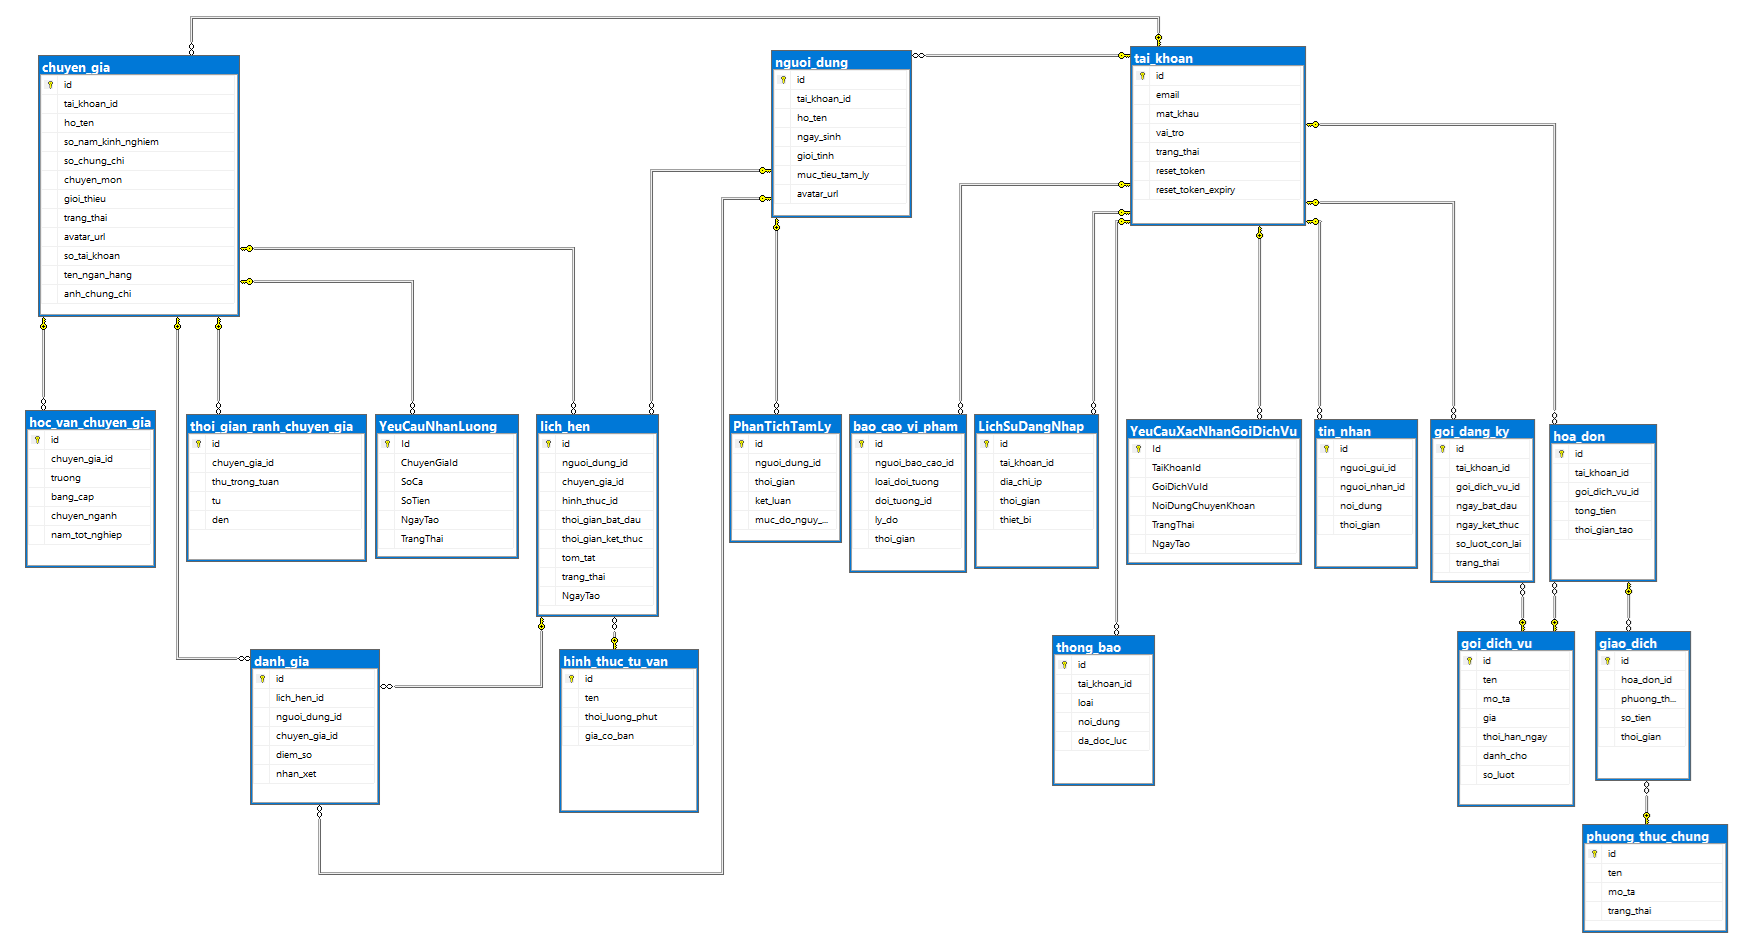 chuyen_gia
id
tai_khoan_id
ho_ten
so_nam_kinh_nghiem
so_chung_chi
chuyen_mon
gioi_thieu
trang_thai
avatar_url
so_tai_khoan
ten_ngan_hang
anh_chung_chi
nguoi_dung
id
tai_khoan_id
ho_ten
ngay_sinh
gioi_tinh
muc_tieu_tam_ly
avatar_url
tai_khoan
id
email
mat_khau
vai_tro
trang_thai
reset_token
reset_token_expiry
hoc_van_chuyen_gia
id
chuyen_gia_id
truong
bang_cap
chuyen_nganh
nam_tot_nghiep
thoi_gian_ranh_chuyen_gia
id
chuyen_gia_id
thu_trong_tuan
tu
den
YeuCauNhanLuong
Id
ChuyenGiaId
SoCa
SoTien
NgayTao
TrangThai
lich_hen
id
nguoi_dung_id
chuyen_gia_id
hinh_thuc_id
thoi_gian_bat_dau
thoi_gian_ket_thuc
tom_tat
trang_thai
NgayTao
PhanTichTamLy
id
nguoi_dung_id
thoi_gian
ket_luan
muc_do_nguy_...
bao_cao_vi_pham
id
nguoi_bao_cao_id
loai_doi_tuong
doi_tuong_id
ly_do
thoi_gian
LichSuDangNhap
id
tai_khoan_id
dia_chi_ip
thoi_gian
thiet_bi
YeuCauXacNhanGoiDichVu
Id
TaiKhoanId
GoiDichVuId
NoiDungChuyenKhoan
TrangThai
NgayTao
tin_nhan
id
nguoi_gui_id
nguoi_nhan_id
noi_dung
thoi_gian
goi_dang_ky
id
tai_khoan_id
goi_dich_vu_id
ngay_bat_dau
ngay_ket_thuc
so_luot_con_lai
trang_thai
hoa_don
id
tai_khoan_id
goi_dich_vu_id
tong_tien
thoi_gian_tao
danh_gia
id
lich_hen_id
nguoi_dung_id
chuyen_gia_id
diem_so
nhan_xet
hinh_thuc_tu_van
id
ten
thoi_luong_phut
gia_co_ban
thong_bao
id
tai_khoan_id
loai
noi_dung
da_doc_luc
goi_dich_vu
id
ten
mo_ta
gia
thoi_han_ngay
danh_cho
so_luot
giao_dich
id
hoa_don_id
phuong_th...
so_tien
thoi_gian
phuong_thuc_chung
id
ten
mo_ta
trang_thai